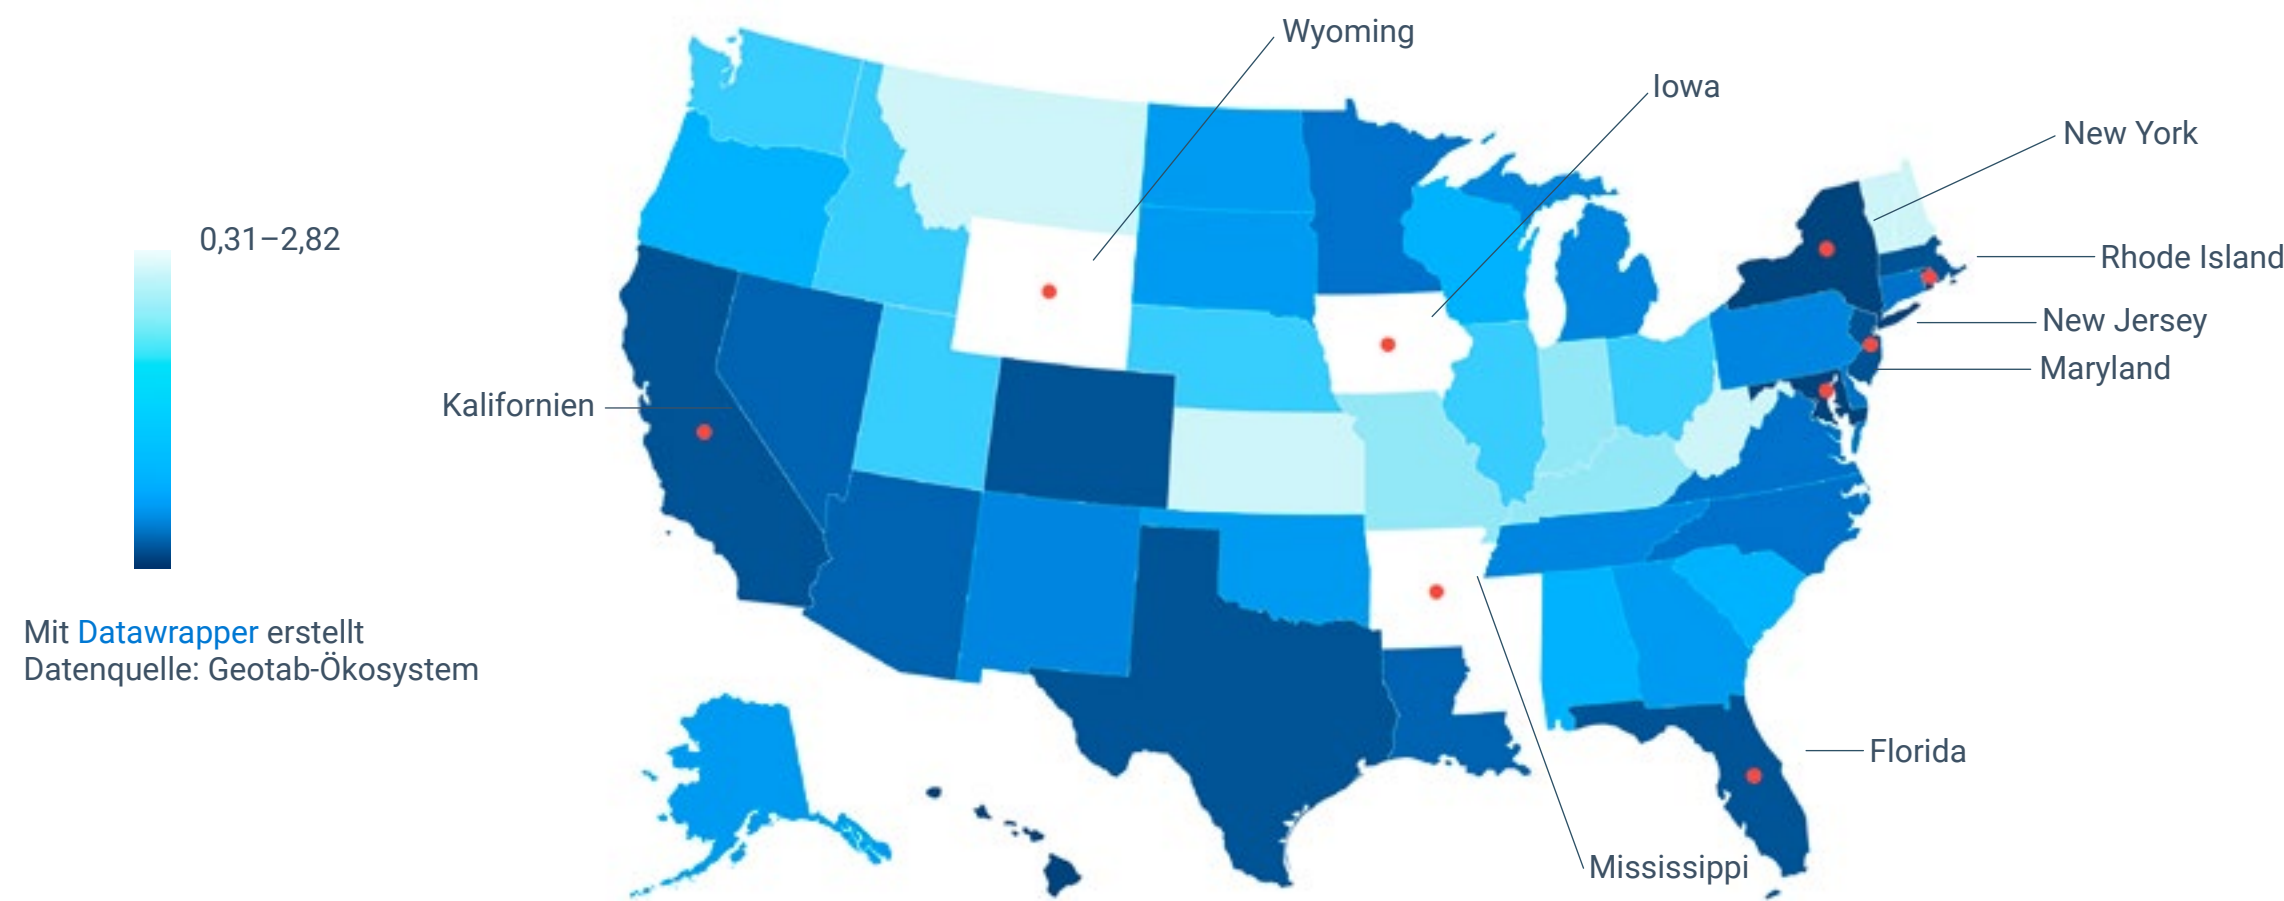 Wyoming
Iowa
New York
0,31–2,82
Rhode Island
New Jersey
Maryland
Kalifornien
Mit Datawrapper erstellt
Datenquelle: Geotab-Ökosystem
Florida
Mississippi